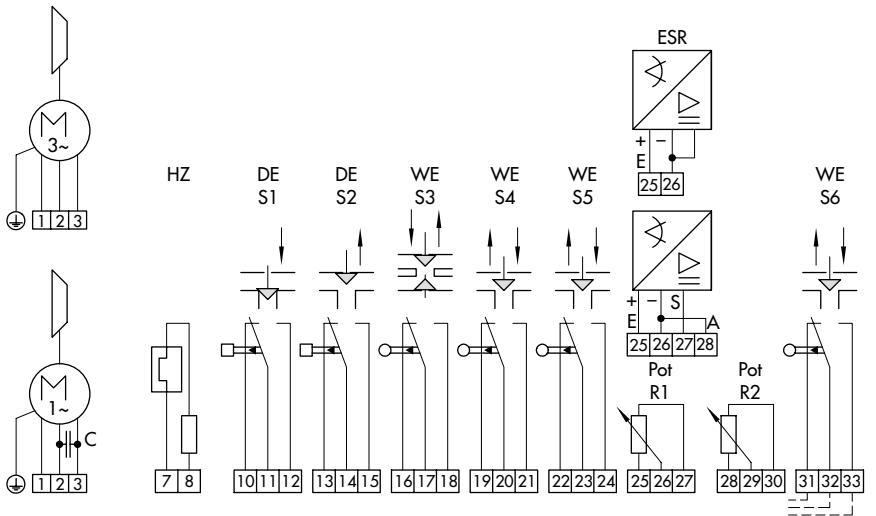 ESR
M
3~
+ −
E
25 26
HZ
DE
S1
DE
S2
WE
S3
WE
S4
WE
S5
WE
S6
1 2 3
+ − S
E A
25 26 27 28
M
1~
C
Pot
R1
Pot
R2
1 2 3
7 8
10 11 12
13 14 15
16 17 18
19 20 21
22 23 24
25 26 27
28 29 30
31 32 33